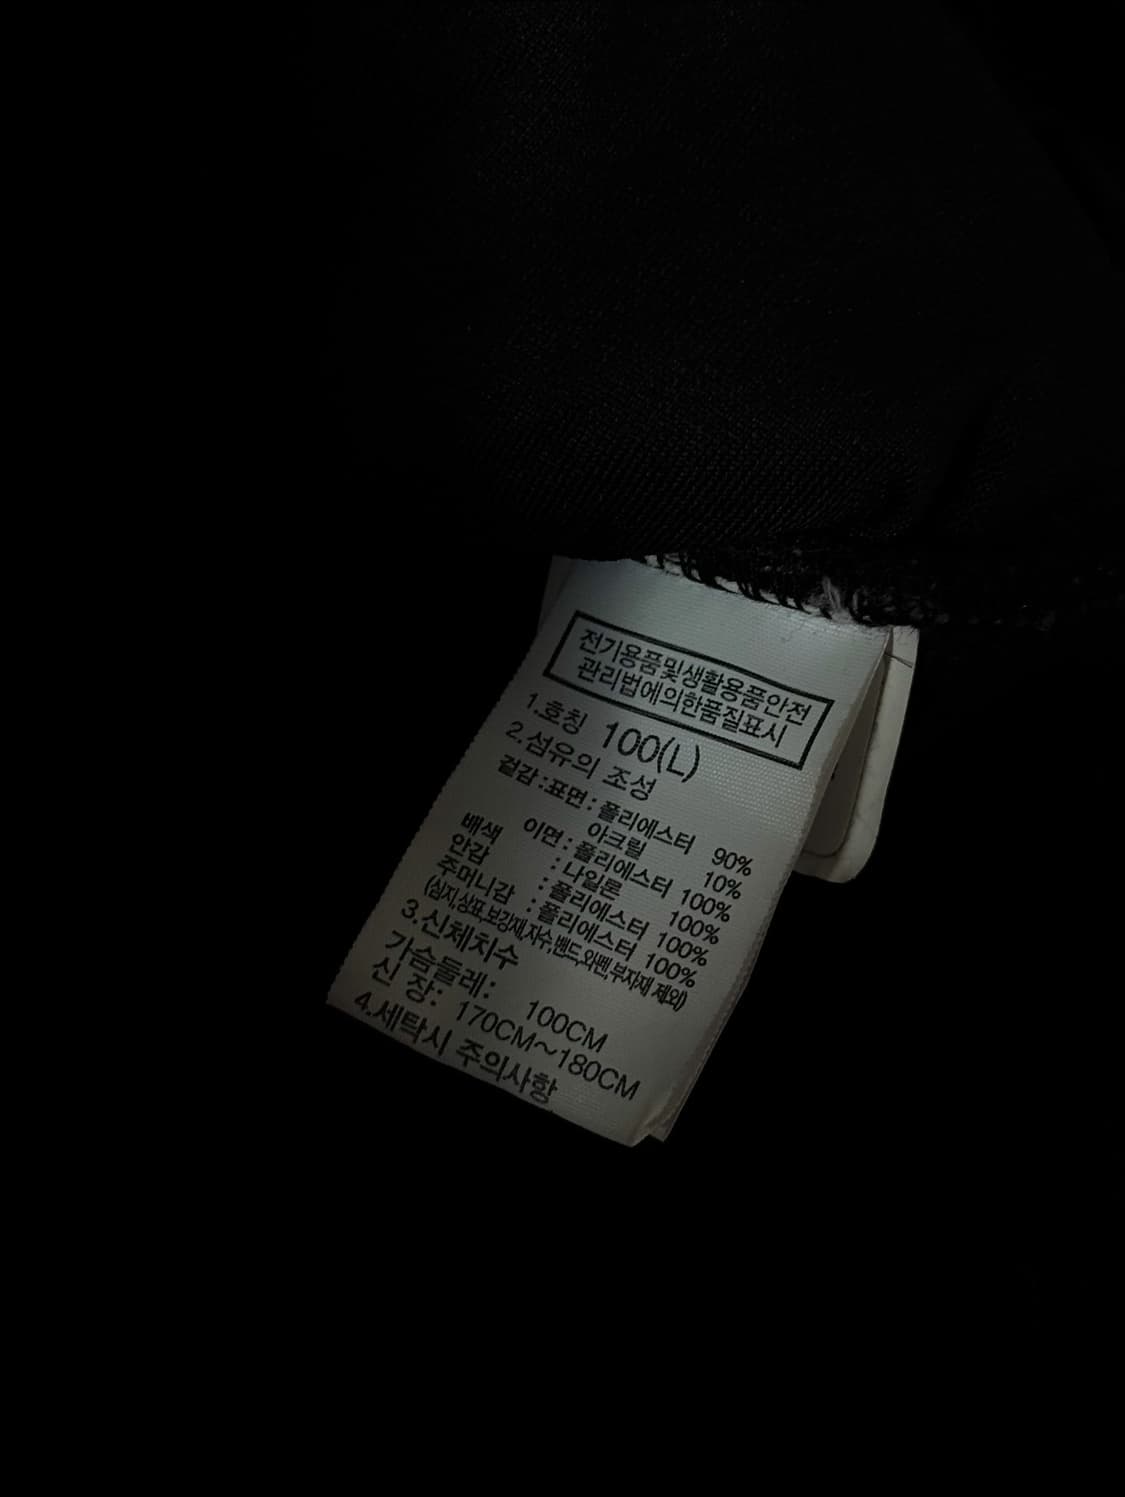 전기용품및생활용품안전
관리법에의한품질표시
1.호칭 100(L)
2.섬유의 조성
겉감:표면:폴리에스터 90%
아크릴 10%
이면:폴리에스터 100%
배색 :나일론 100%
안감 :폴리에스터 100%
주머니감 :폴리에스터 100%
(심지,상표,보강재,자수,밴드,와펜,부자재 제외)
3.신체치수
가슴둘레: 100CM
신 장: 170CM~180CM
4.세탁시 주의사항